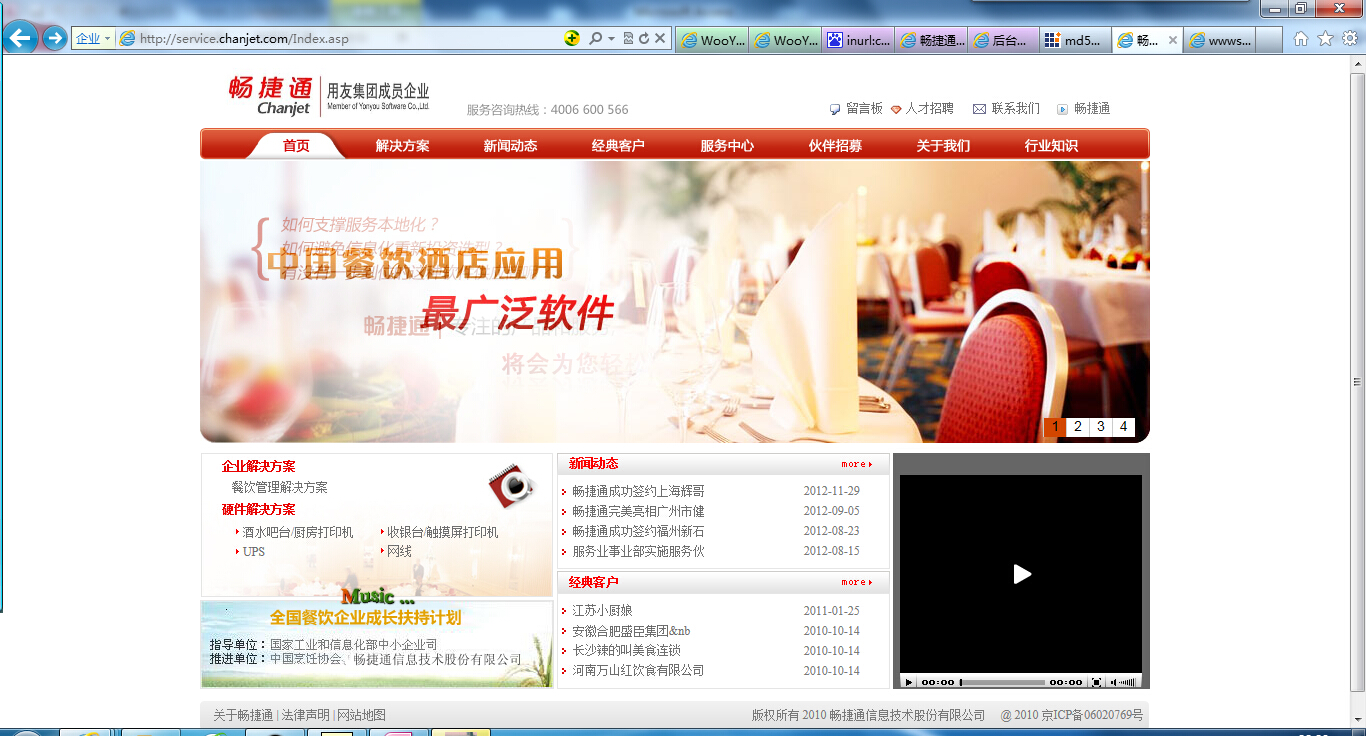 企业
http://service.chanjet.com/Index.asp
WooY...
WooY...
inurl:c...
畅捷通...
后台...
md5...
畅...
wwws...
畅捷通
Chanjet
用友集团成员企业
Member of Yonyou Software Co.,Ltd.
服务咨询热线：4006 600 566
留言板
人才招聘
联系我们
畅捷通
首页
解决方案
新闻动态
经典客户
服务中心
伙伴招募
关于我们
行业知识
如何支撑服务本地化？
如何避免信息化重新投资选型？
中国餐饮酒店应用
最广泛软件
畅捷通
将会为您轻松
1 2 3 4
企业解决方案
餐饮管理解决方案
硬件解决方案
酒水吧台/厨房打印机
收银台/触摸屏打印机
UPS
网线
Music ...
全国餐饮企业成长扶持计划
指导单位：国家工业和信息化部中小企业司
推进单位：中国烹饪协会、畅捷通信息技术股份有限公司
新闻动态
more
畅捷通成功签约上海辉哥 2012-11-29
畅捷通完美亮相广州市健 2012-09-05
畅捷通成功签约福州新石 2012-08-23
服务业事业部实施服务伙 2012-08-15
经典客户
more
江苏小厨娘 2011-01-25
安徽合肥盛臣集团&nb 2010-10-14
长沙辣的叫美食连锁 2010-10-14
河南万山红饮食有限公司 2010-10-14
00:00
00:00
关于畅捷通 | 法律声明 | 网站地图
版权所有 2010 畅捷通信息技术股份有限公司 @ 2010 京ICP备06020769号